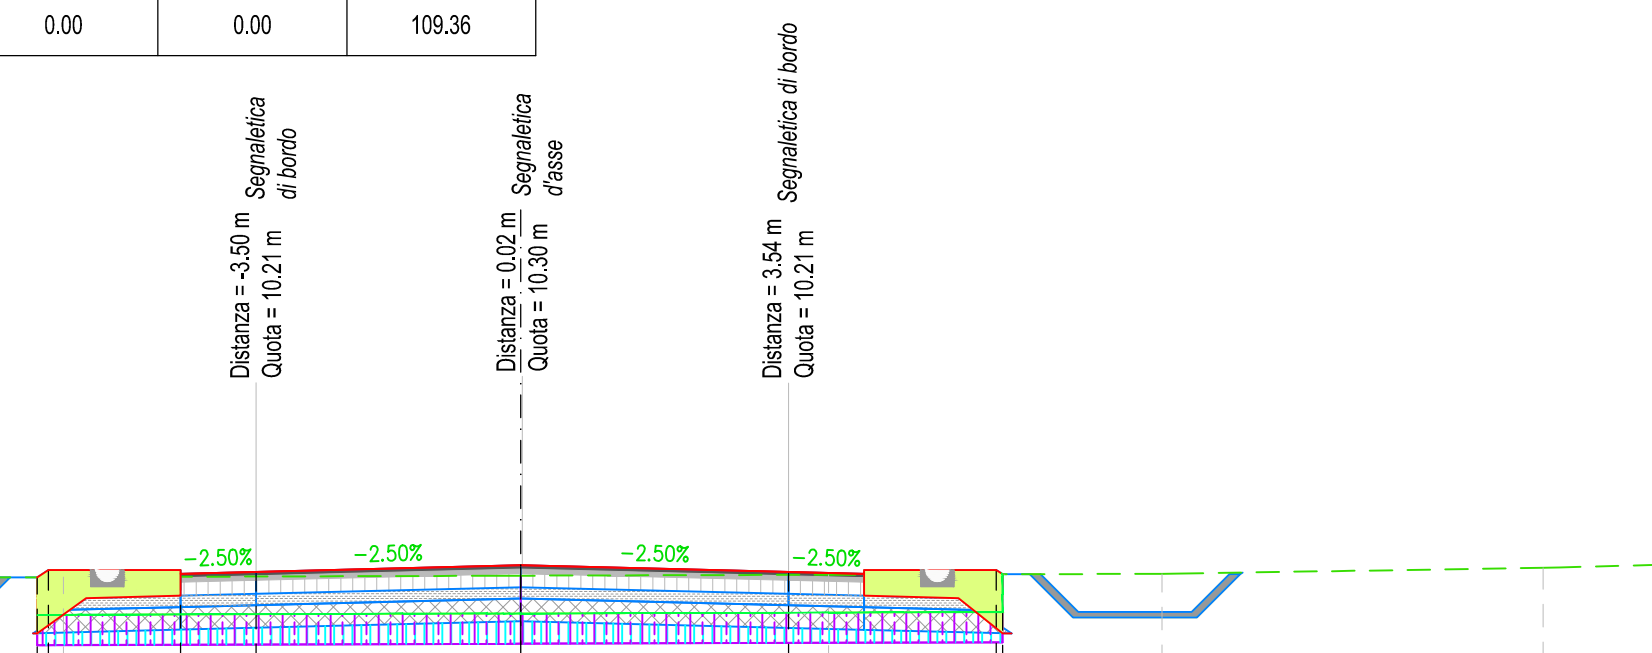 0.00 0.00 109.36
Segnaletica
di bordo
Distanza = -3.50 m
Quota = 10.21 m
Segnaletica
d'asse
Distanza = 0.02 m
Quota = 10.30 m
Segnaletica di bordo
Distanza = 3.54 m
Quota = 10.21 m
-2.50% -2.50% -2.50% -2.50%